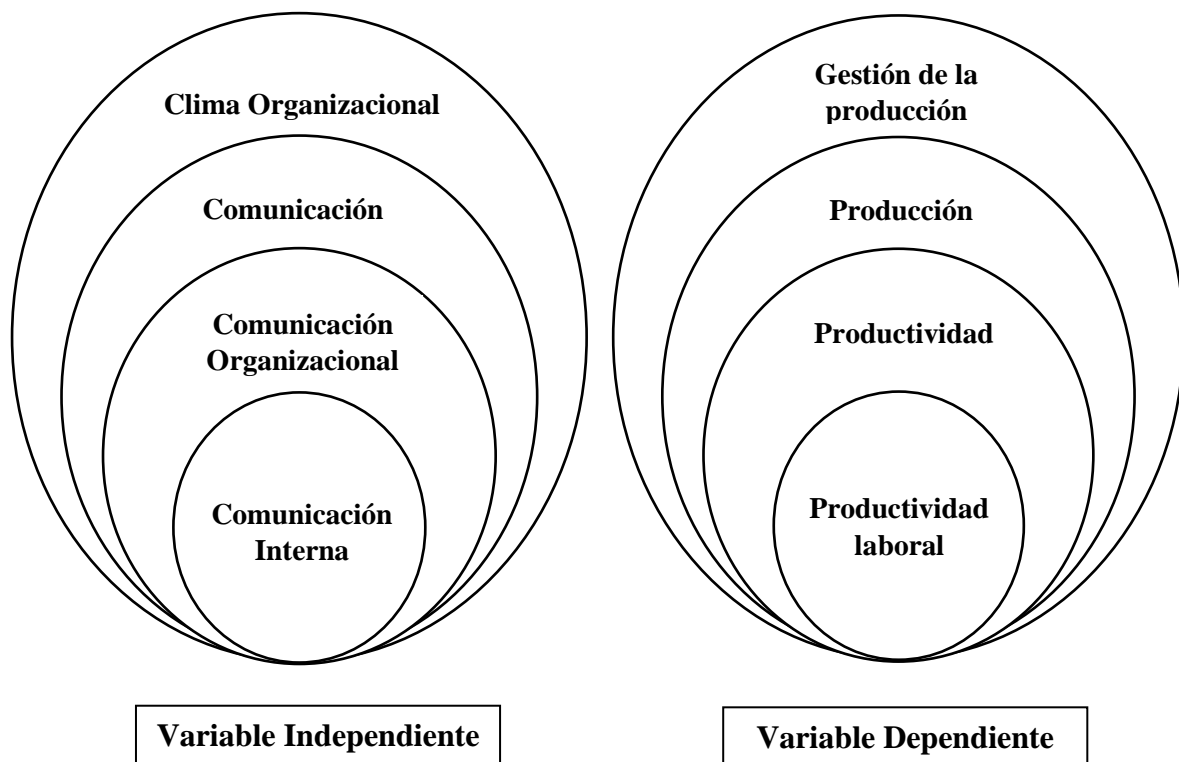 Clima Organizacional
Comunicación
Comunicación
Organizacional
Comunicación
Interna
Variable Independiente
Gestión de la
producción
Producción
Productividad
Productividad
laboral
Variable Dependiente